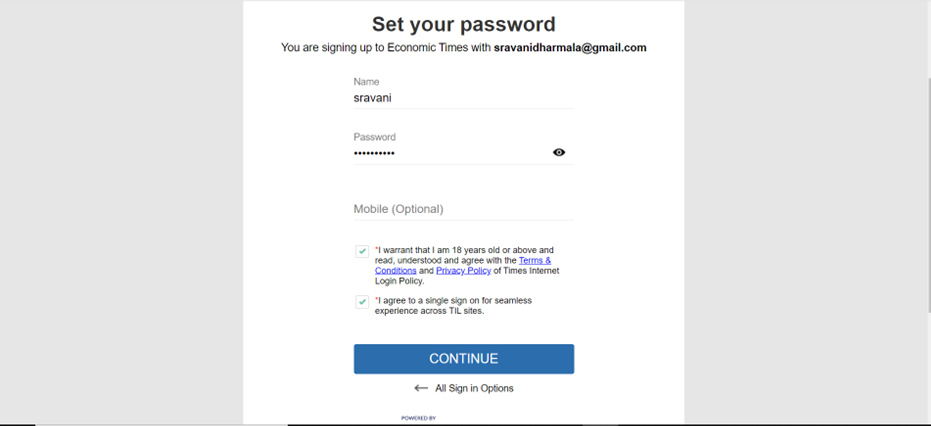 Set your password
You are signing up to Economic Times with sravanidharmala@gmail.com
Name
sravani
Password
••••••••••
Mobile (Optional)
*I warrant that I am 18 years old or above and
read, understood and agree with the Terms &
Conditions and Privacy Policy of Times Internet
Login Policy.
*I agree to a single sign on for seamless
experience across TIL sites.
CONTINUE
← All Sign in Options
POWERED BY